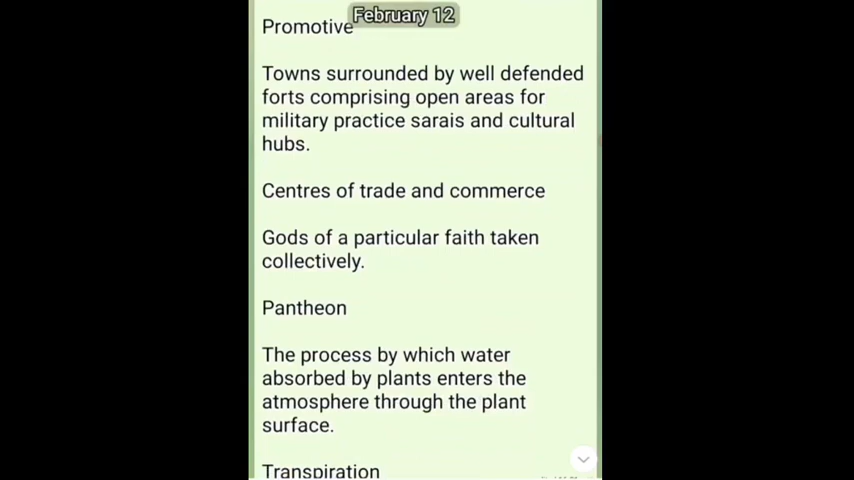 February 12
Promotive
Towns surrounded by well defended
forts comprising open areas for
military practice sarais and cultural
hubs.
Centres of trade and commerce
Gods of a particular faith taken
collectively.
Pantheon
The process by which water
absorbed by plants enters the
atmosphere through the plant
surface.
Transpiration